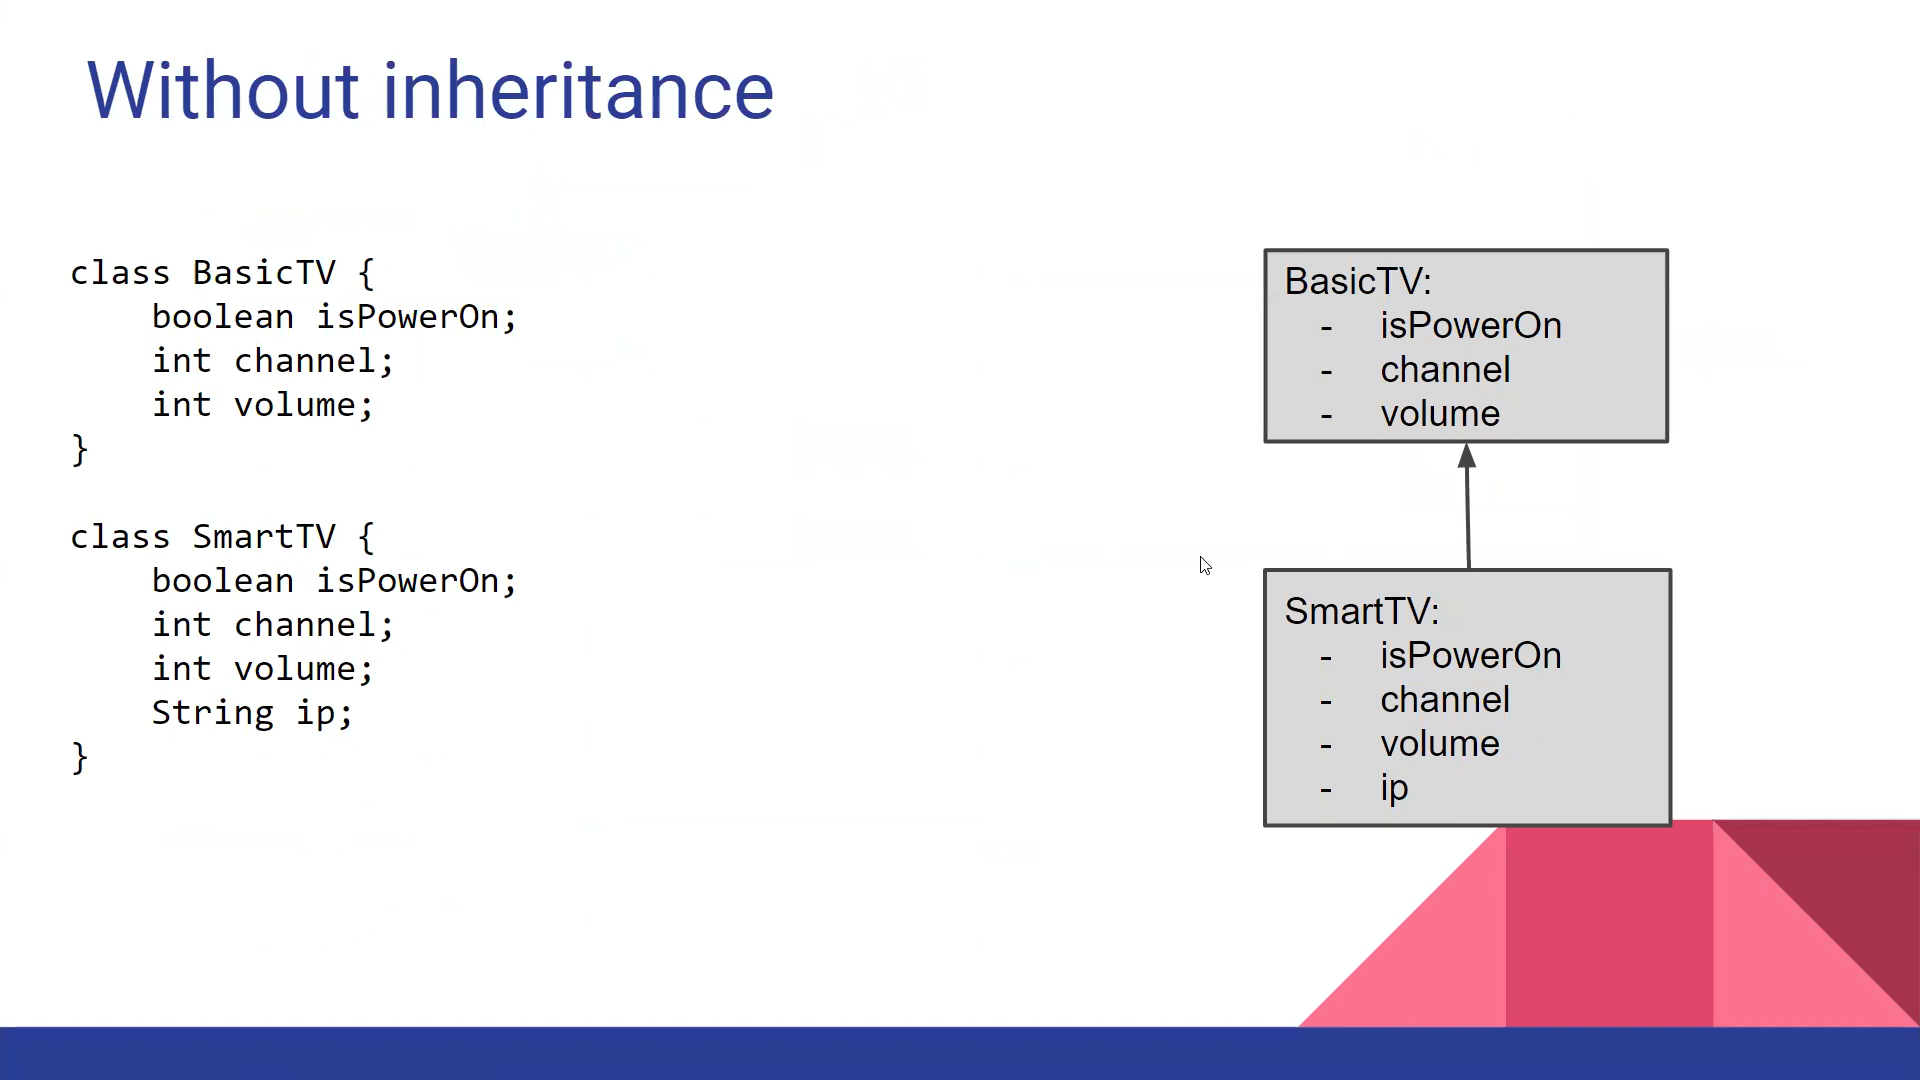 Without inheritance
class BasicTV {
boolean isPowerOn;
int channel;
int volume;
}
class SmartTV {
boolean isPowerOn;
int channel;
int volume;
String ip;
}
BasicTV:
- isPowerOn
- channel
- volume
SmartTV:
- isPowerOn
- channel
- volume
- ip